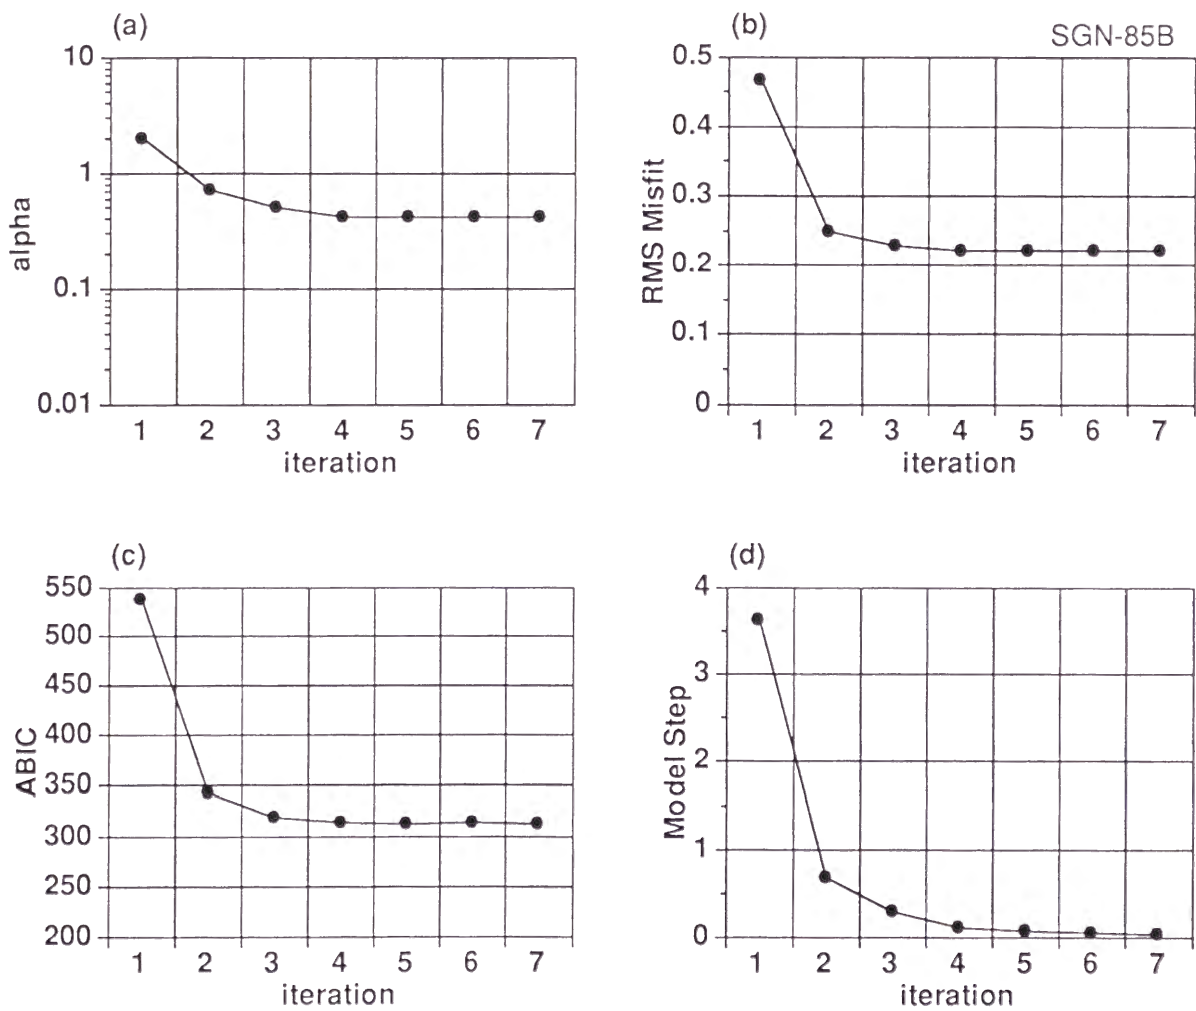 (a)
10
1
0.1
0.01
alpha
1 2 3 4 5 6 7
iteration
(b)
SGN-85B
0.5
0.4
0.3
0.2
0.1
0
RMS Misfit
1 2 3 4 5 6 7
iteration
(c)
550
500
450
400
350
300
250
200
ABIC
1 2 3 4 5 6 7
iteration
(d)
4
3
2
1
0
Model Step
1 2 3 4 5 6 7
iteration